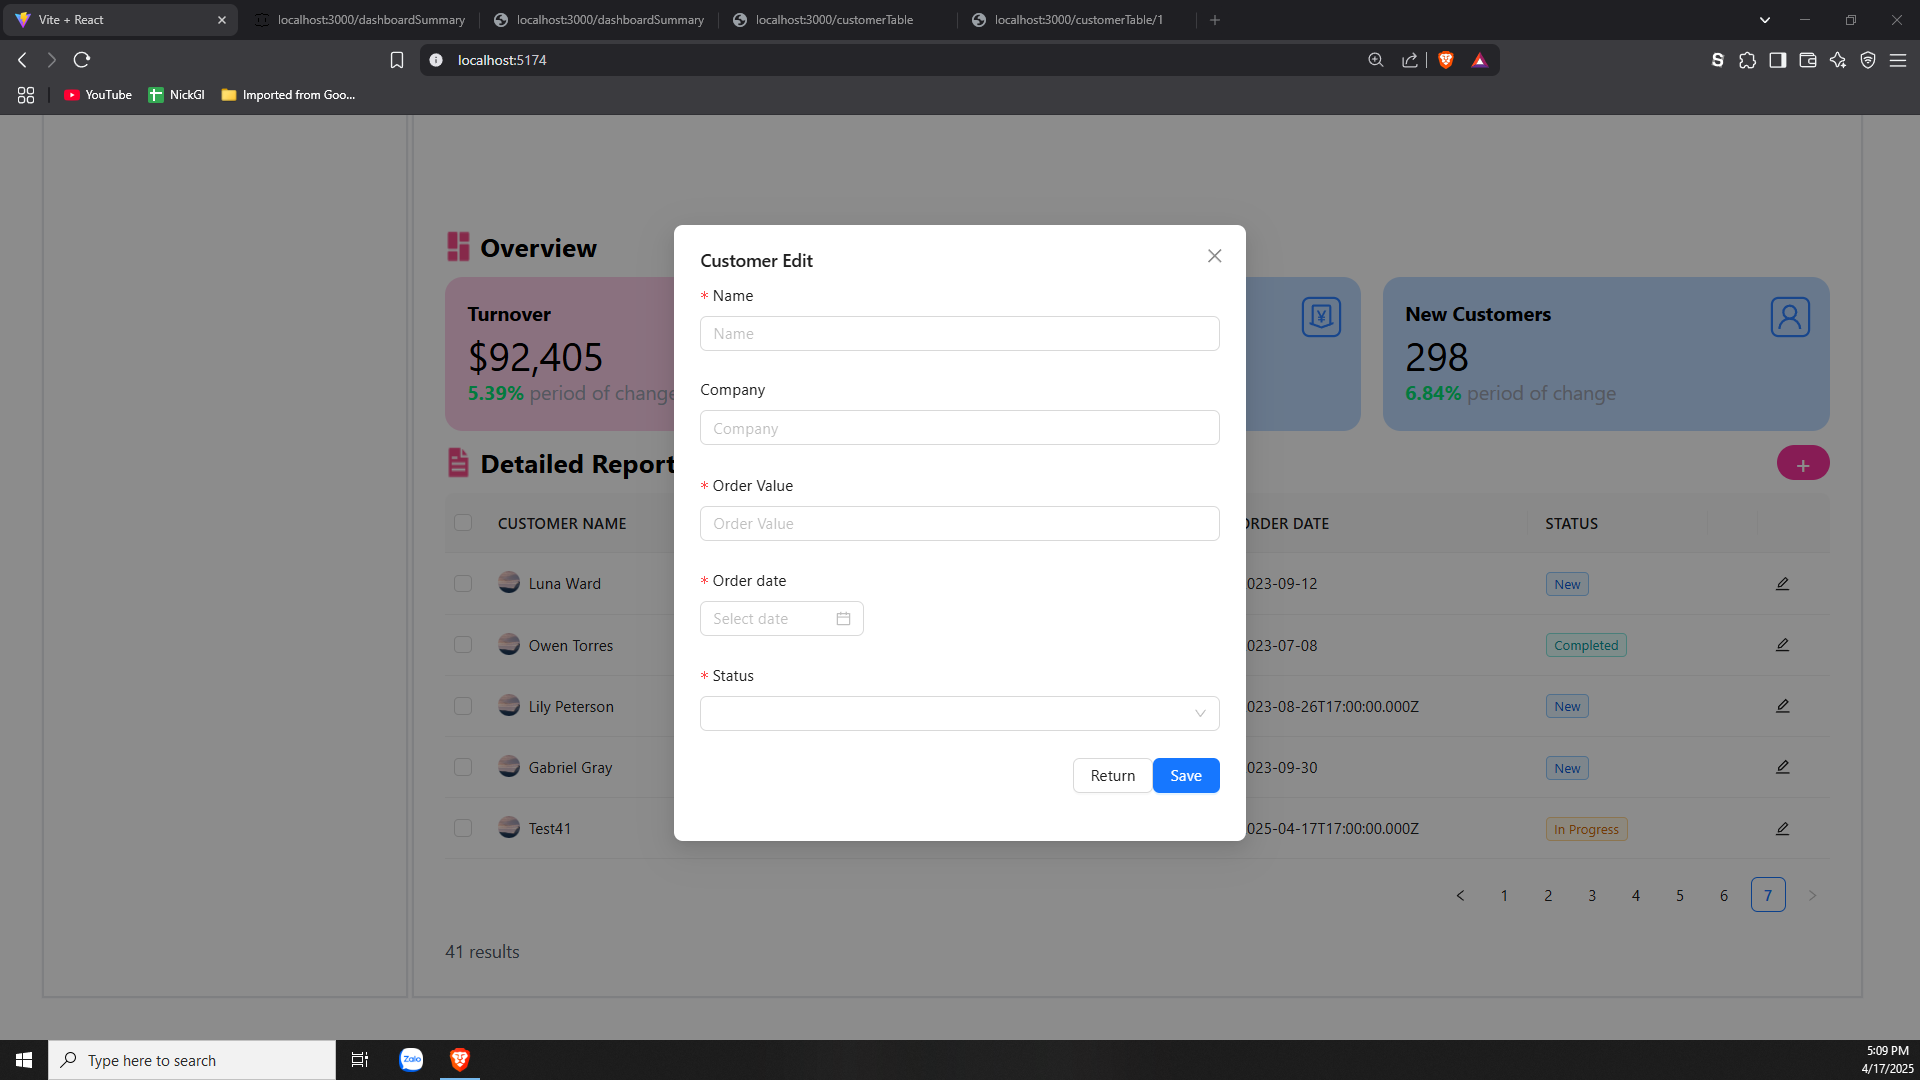 Vite + React
localhost:3000/dashboardSummary
localhost:3000/dashboardSummary
localhost:3000/customerTable
localhost:3000/customerTable/1
localhost:5174
YouTube
NickGI
Imported from Goo...
Overview
Turnover
$92,405
5.39% period of change
New Customers
298
6.84% period of change
Detailed Report
+
CUSTOMER NAME
ORDER DATE
STATUS
Luna Ward
023-09-12
New
Owen Torres
023-07-08
Completed
Lily Peterson
023-08-26T17:00:00.000Z
New
Gabriel Gray
023-09-30
New
Test41
025-04-17T17:00:00.000Z
In Progress
< 1 2 3 4 5 6 7 >
41 results
Customer Edit
* Name
Name
Company
Company
* Order Value
Order Value
* Order date
Select date
* Status
Return
Save
Type here to search
Zalo
5:09 PM
4/17/2025